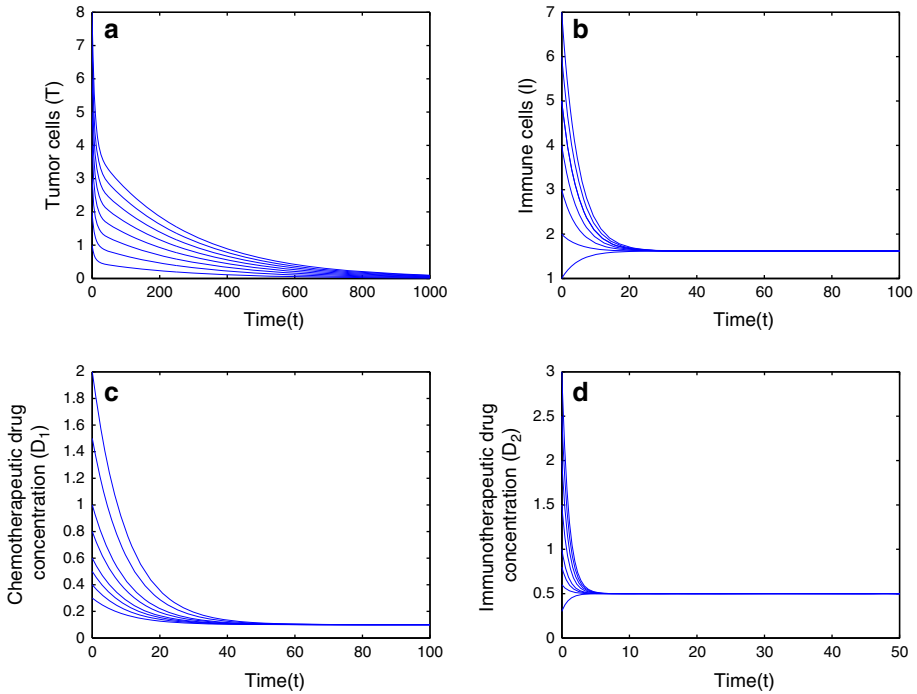 a
8
7
6
5
4
3
2
1
0
0 200 400 600 800 1000
Tumor cells (T)
Time(t)
b
7
6
5
4
3
2
1
0 20 40 60 80 100
Immune cells (I)
Time(t)
c
2
1.8
1.6
1.4
1.2
1
0.8
0.6
0.4
0.2
0
0 20 40 60 80 100
Chemotherapeutic drug
concentration (D₁)
Time(t)
d
3
2.5
2
1.5
1
0.5
0
0 10 20 30 40 50
Immunotherapeutic drug
concentration (D₂)
Time(t)